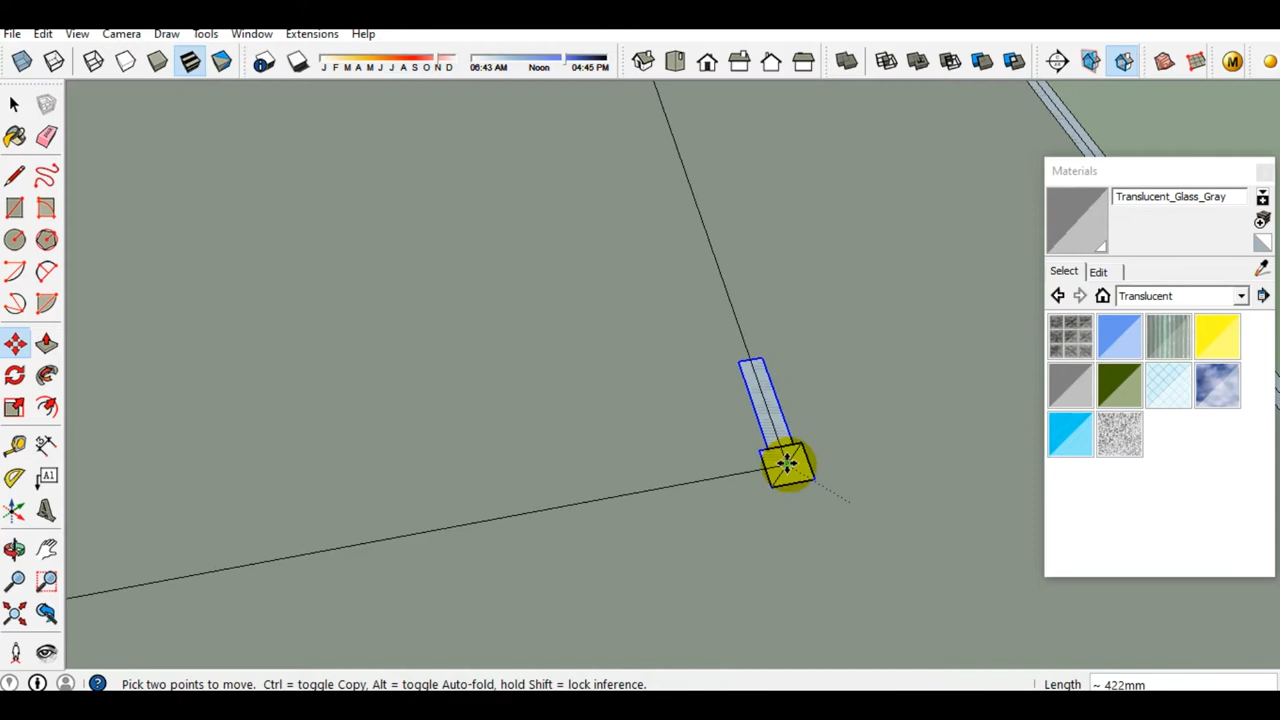 File Edit View Camera Draw Tools Window Help Extensions
J F M A M J J A S O N D
06:43 AM Noon 04:45 PM
M
Materials
Translucent_Glass_Gray
Select Edit
Translucent
A1
Pick two points to move. Ctrl = toggle Copy, Alt = toggle Auto-fold, hold Shift = lock inference.
Length ~ 422mm